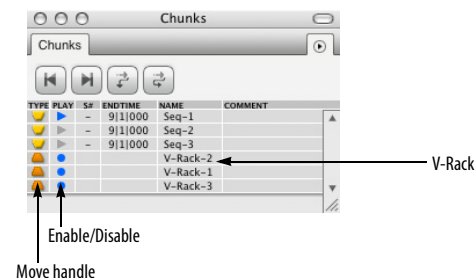 Chunks
Chunks
TYPE PLAY S# ENDTIME NAME COMMENT
– 9|1|000 Seq-1
– 9|1|000 Seq-2
– 9|1|000 Seq-3
V-Rack-2
V-Rack-1
V-Rack-3
V-Rack
Enable/Disable
Move handle